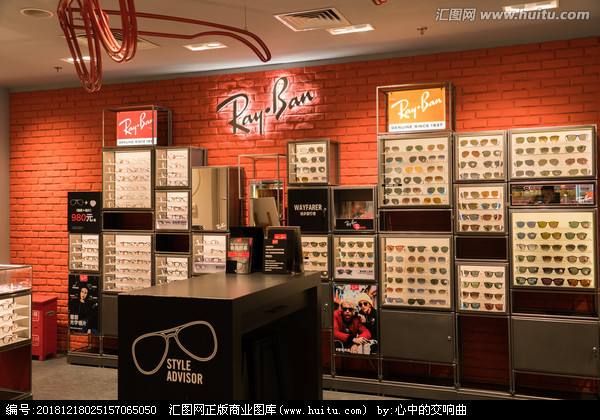 汇图网
www.huitu.com
Ray·Ban
Ray·Ban
GENUINE SINCE 1937
Ray·Ban
GENUINE SINCE 1937
980元
WAYFARER
STYLE
ADVISOR
编号:20181218025157065050 汇图网正版商业图库(www.huitu.com) by:心中的交响曲